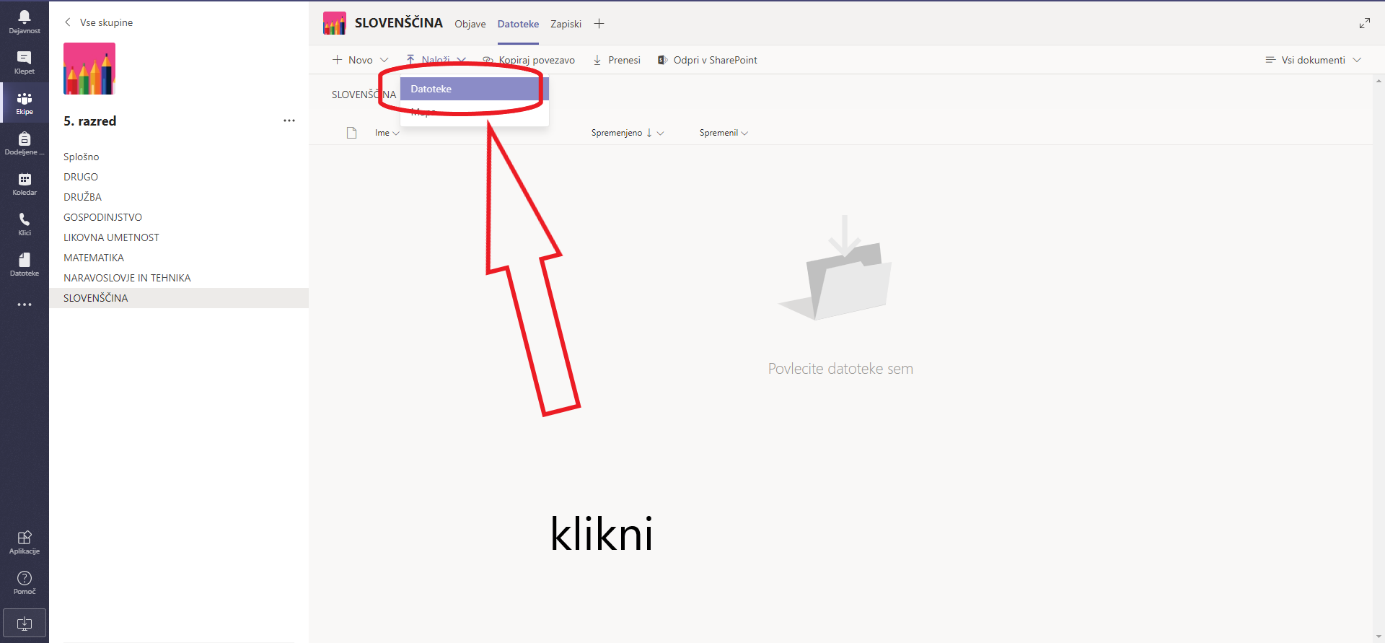 Dejavnost
Klepet
Ekipe
Dodeljene ...
Koledar
Klici
Datoteke
Aplikacije
Pomoč
Vse skupine
5. razred
Splošno
DRUGO
DRUŽBA
GOSPODINJSTVO
LIKOVNA UMETNOST
MATEMATIKA
NARAVOSLOVJE IN TEHNIKA
SLOVENŠČINA
SLOVENŠČINA Objave Datoteke Zapiski
Novo Naloži Kopiraj povezavo Prenesi Odpri v SharePoint Vsi dokumenti
SLOVENŠČINA
Datoteke
Mapa
Ime Spremenjeno Spremenil
Povlecite datoteke sem
klikni